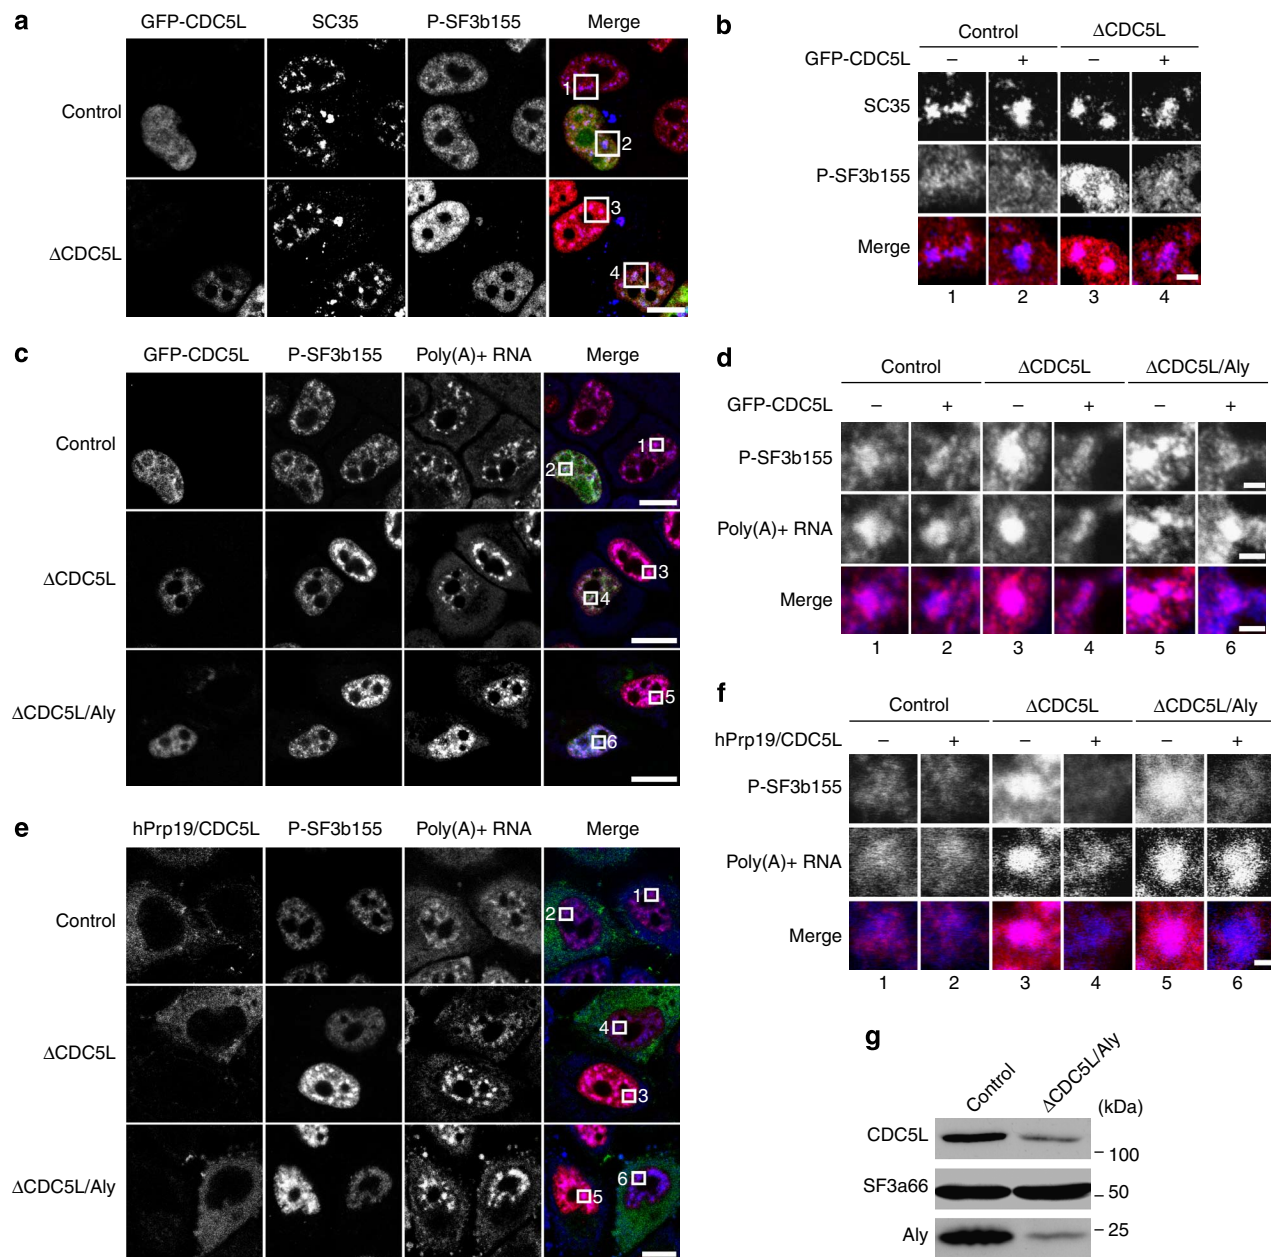 a
GFP-CDC5L SC35 P-SF3b155 Merge
Control
1
2
ΔCDC5L
3
4
b
Control ΔCDC5L
GFP-CDC5L − + − +
SC35
P-SF3b155
Merge
1 2 3 4
c
GFP-CDC5L P-SF3b155 Poly(A)+ RNA Merge
Control
1
2
ΔCDC5L
3
4
ΔCDC5L/Aly
5
6
d
Control ΔCDC5L ΔCDC5L/Aly
GFP-CDC5L − + − + − +
P-SF3b155
Poly(A)+ RNA
Merge
1 2 3 4 5 6
e
hPrp19/CDC5L P-SF3b155 Poly(A)+ RNA Merge
Control
1
2
ΔCDC5L
4
3
ΔCDC5L/Aly
6
5
f
Control ΔCDC5L ΔCDC5L/Aly
hPrp19/CDC5L − + − + − +
P-SF3b155
Poly(A)+ RNA
Merge
1 2 3 4 5 6
g
Control ΔCDC5L/Aly (kDa)
CDC5L
– 100
SF3a66
– 50
Aly
– 25